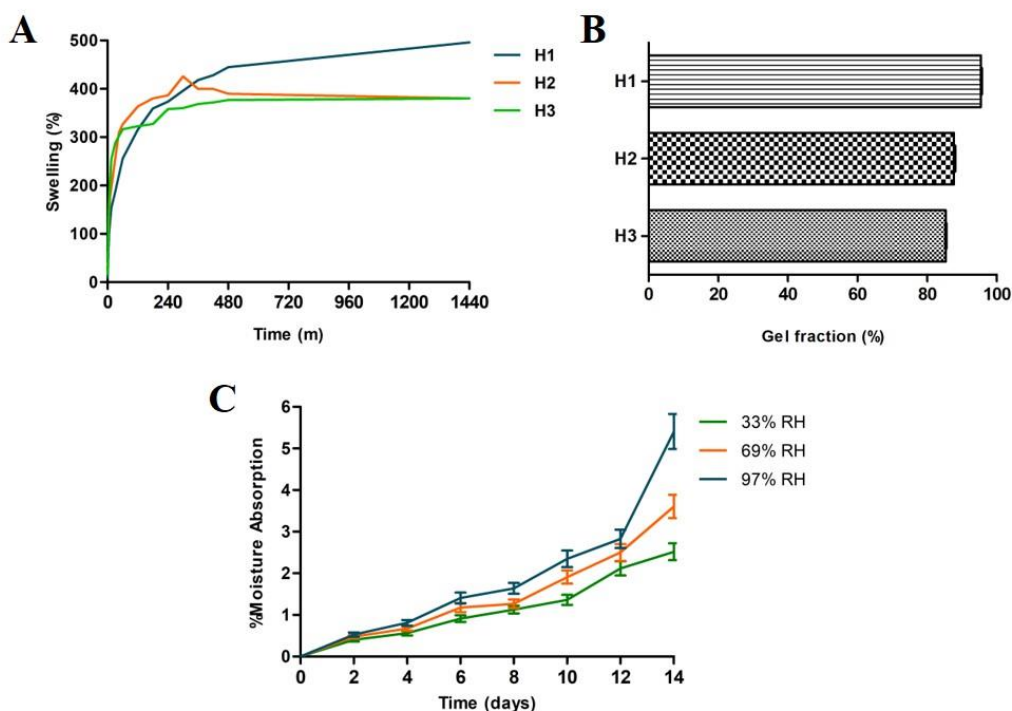 A
500
400
300
200
100
0
Swelling (%)
0 240 480 720 960 1200 1440
Time (m)
H1
H2
H3
B
H1
H2
H3
0 20 40 60 80 100
Gel fraction (%)
C
6
5
4
3
2
1
0
%Moisture Absorption
0 2 4 6 8 10 12 14
Time (days)
33% RH
69% RH
97% RH